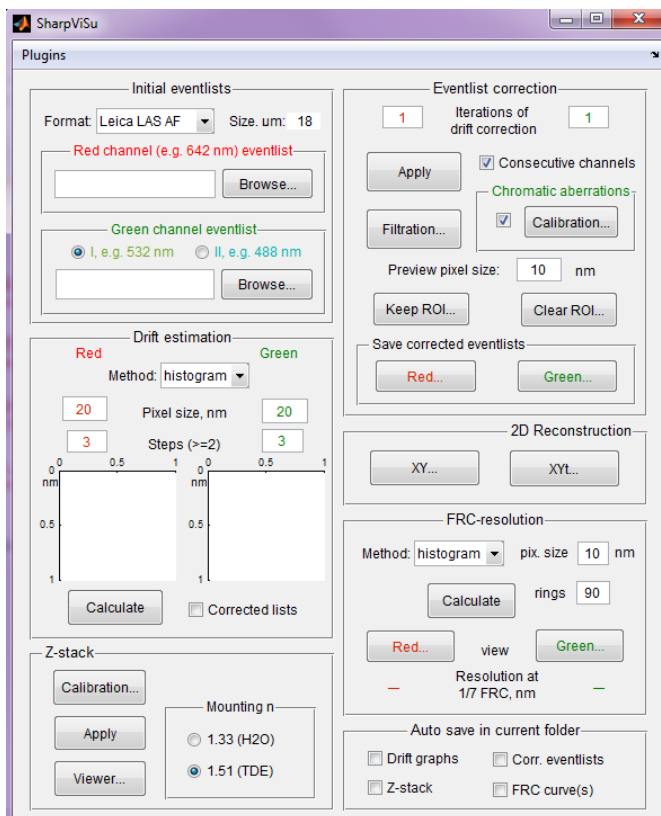 SharpViSu
Plugins
Initial eventlists
Format: Leica LAS AF Size. um: 18
Red channel (e.g. 642 nm) eventlist
Browse...
Green channel eventlist
I, e.g. 532 nm II, e.g. 488 nm
Browse...
Drift estimation
Red Green
Method: histogram
20 Pixel size, nm 20
3 Steps (>=2) 3
0 0.5 1 0 0.5 1
0 0
nm nm
0.5 0.5
1 1
Calculate Corrected lists
Z-stack
Calibration...
Apply
Viewer...
Mounting n
1.33 (H2O)
1.51 (TDE)
Eventlist correction
1 Iterations of 1
drift correction
Apply Consecutive channels
Chromatic aberrations
Filtration... Calibration...
Preview pixel size: 10 nm
Keep ROI... Clear ROI...
Save corrected eventlists
Red... Green...
2D Reconstruction
XY... XYt...
FRC-resolution
Method: histogram pix. size 10 nm
Calculate rings 90
Red... view Green...
Resolution at
– 1/7 FRC, nm –
Auto save in current folder
Drift graphs Corr. eventlists
Z-stack FRC curve(s)